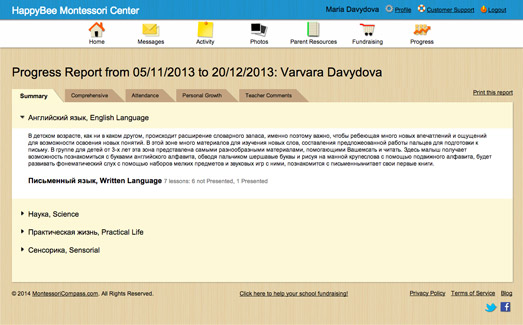 HappyBee Montessori Center
Maria Davydova Profile Customer Support Logout
Home Messages Activity Photos Parent Resources Fundraising Progress
Progress Report from 05/11/2013 to 20/12/2013: Varvara Davydova
Print this report
Summary Comprehensive Attendance Personal Growth Teacher Comments
Английский язык, English Language
В детском возрасте, как ни в каком другом, происходит расширение словарного запаса, именно поэтому важно, чтобы ребенок много новых впечатлений и ощущений
для возможности освоения новых понятий. В этой зоне много материалов для изучения новых слов, составления предложений работы пальцев для подготовки к
письму. В группе для детей от 3-х лет эта зона представлена самыми разнообразными материалами, помогающими Вашем читать. Здесь малыш получает
возможность познакомиться с буквами английского алфавита, обводя пальчиком шершавые буквы и рисуя на манной крупе слова с помощью подвижного алфавита, будет
развивать фонематический слух с помощью наборов мелких предметов и звуковых игр с ними, познакомится с письменными читает свои первые книги.
Письменный язык, Written Language 7 lessons: 6 not Presented, 1 Presented
Наука, Science
Практическая жизнь, Practical Life
Сенсорика, Sensorial
© 2014 MontessoriCompass.com. All Rights Reserved. Click here to help your school fundraising! Privacy Policy Terms of Service Blog